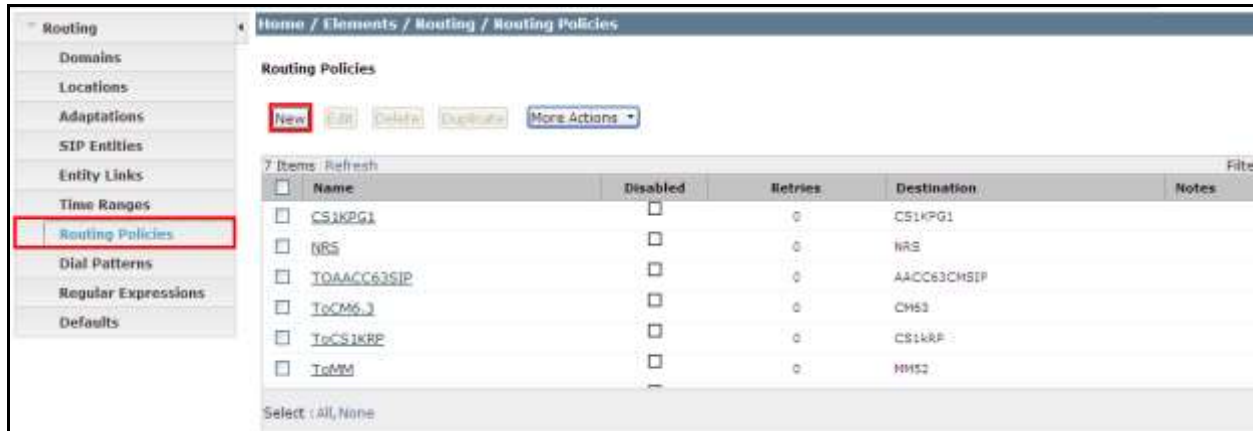 Routing
Domains
Locations
Adaptations
SIP Entities
Entity Links
Time Ranges
Routing Policies
Dial Patterns
Regular Expressions
Defaults
Home / Elements / Routing / Routing Policies
Routing Policies
New Edit Delete Duplicate More Actions
7 Items Refresh Filte
Name Disabled Retries Destination Notes
CS1KPG1 0 CS1KPG1
NRS 0 NRS
TOAACC63SIP 0 AACC63CMSIP
ToCM6.3 0 CM63
ToCS1KRP 0 CS1kRP
ToMM 0 MM52
Select : All, None